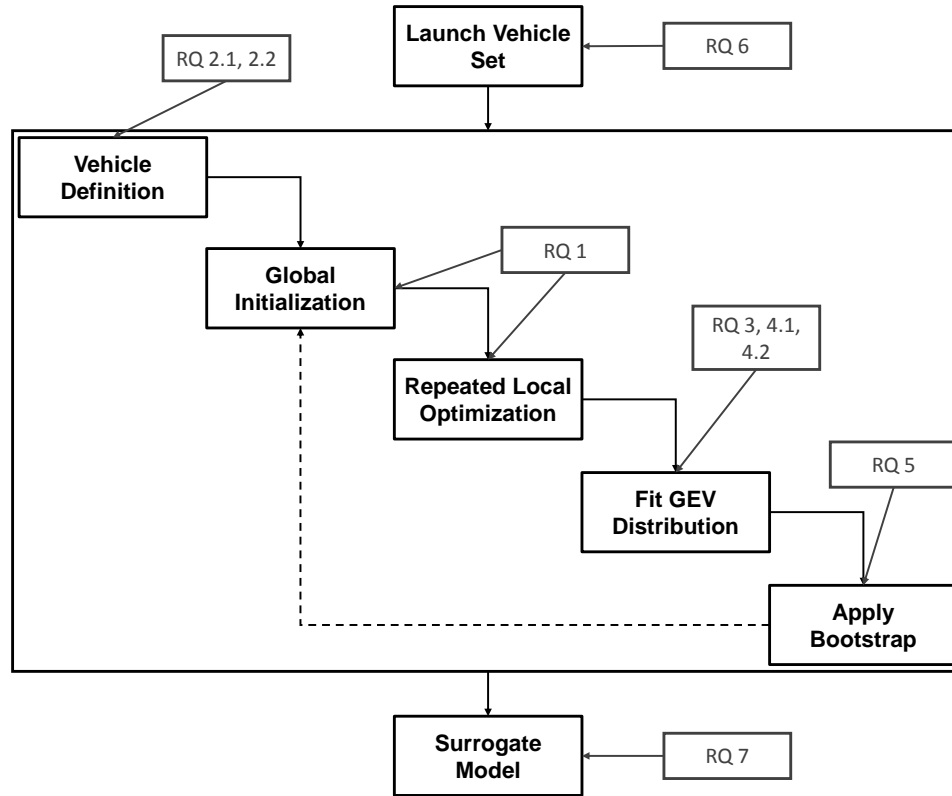 Launch Vehicle
Set
RQ 6
RQ 2.1, 2.2
Vehicle
Definition
RQ 1
Global
Initialization
RQ 3, 4.1,
4.2
Repeated Local
Optimization
RQ 5
Fit GEV
Distribution
Apply
Bootstrap
Surrogate
Model
RQ 7